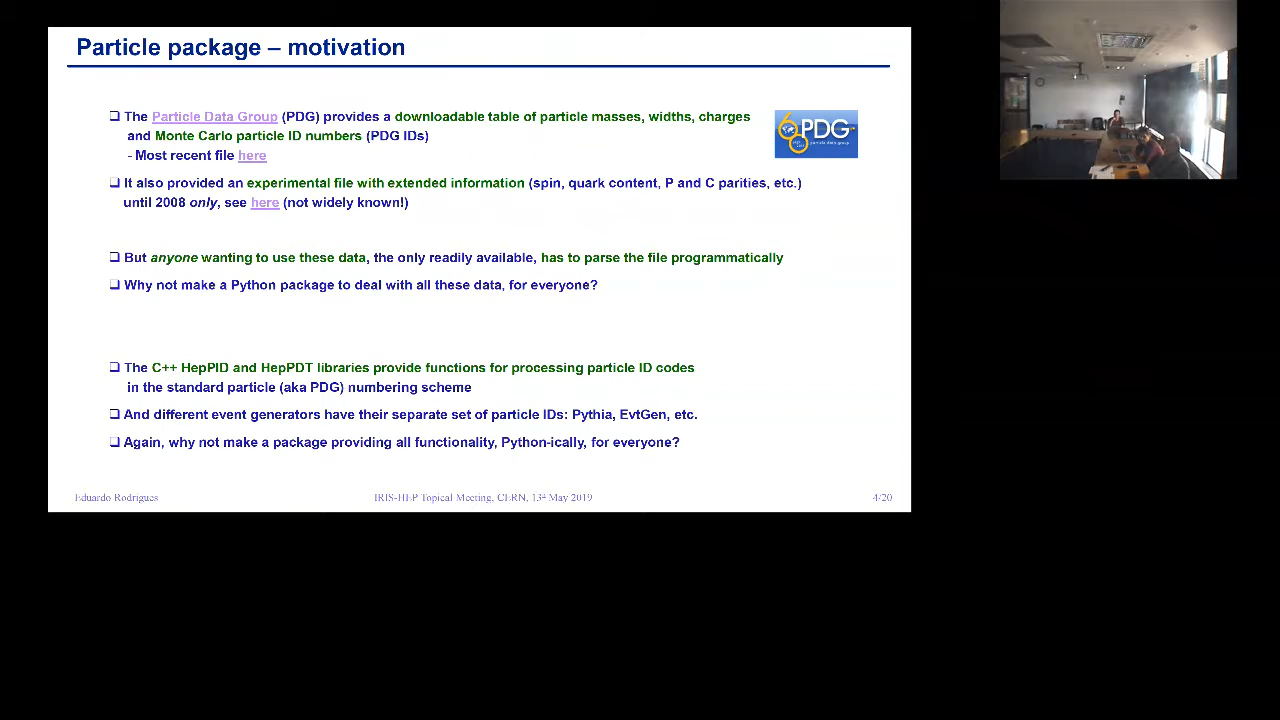 Particle package – motivation
❑ The Particle Data Group (PDG) provides a downloadable table of particle masses, widths, charges
and Monte Carlo particle ID numbers (PDG IDs)
- Most recent file here
PDG
particle data group
❑ It also provided an experimental file with extended information (spin, quark content, P and C parities, etc.)
until 2008 only, see here (not widely known!)
❑ But anyone wanting to use these data, the only readily available, has to parse the file programmatically
❑ Why not make a Python package to deal with all these data, for everyone?
❑ The C++ HepPID and HepPDT libraries provide functions for processing particle ID codes
in the standard particle (aka PDG) numbering scheme
❑ And different event generators have their separate set of particle IDs: Pythia, EvtGen, etc.
❑ Again, why not make a package providing all functionality, Python-ically, for everyone?
Eduardo Rodrigues IRIS-HEP Topical Meeting, CERN, 13th May 2019 4/20